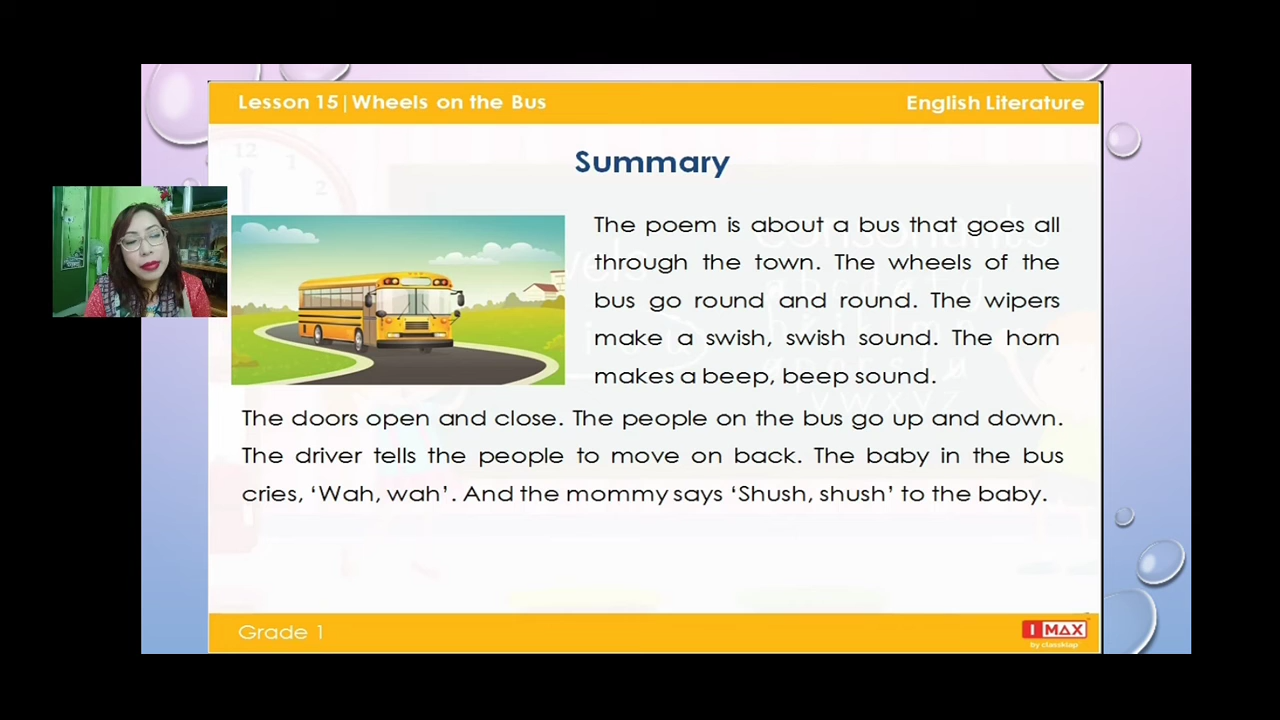 Lesson 15|Wheels on the Bus
English Literature
Summary
The poem is about a bus that goes all
through the town. The wheels of the
bus go round and round. The wipers
make a swish, swish sound. The horn
makes a beep, beep sound.
The doors open and close. The people on the bus go up and down.
The driver tells the people to move on back. The baby in the bus
cries, ‘Wah, wah’. And the mommy says ‘Shush, shush’ to the baby.
Grade 1
IMAX
by classklap